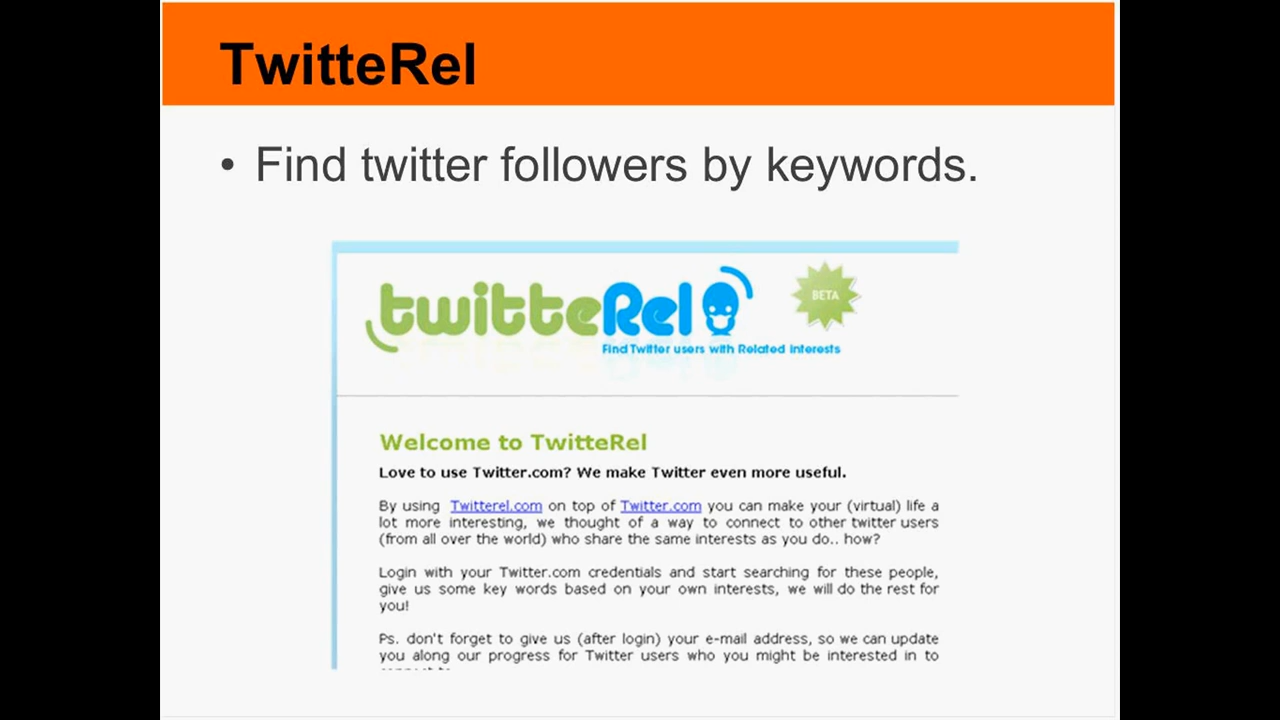 TwitteRel
• Find twitter followers by keywords.
twitteRel
BETA
Find Twitter users with Related Interests
Welcome to TwitteRel
Love to use Twitter.com? We make Twitter even more useful.
By using Twitterel.com on top of Twitter.com you can make your (virtual) life a
lot more interesting, we thought of a way to connect to other twitter users
(from all over the world) who share the same interests as you do.. how?
Login with your Twitter.com credentials and start searching for these people,
give us some key words based on your own interests, we will do the rest for
you!
Ps. don't forget to give us (after login) your e-mail address, so we can update
you along our progress for Twitter users who you might be interested in to